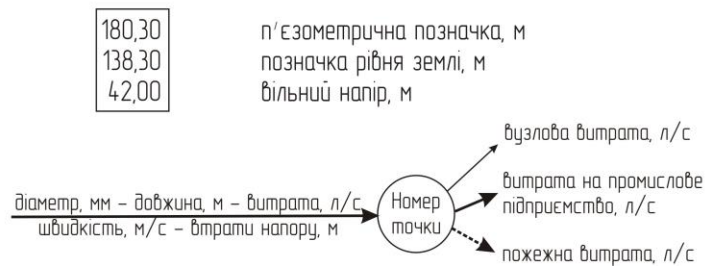 180,30 п'єзометрична позначка, м
138,30 позначка рівня землі, м
42,00 вільний напір, м
вузлова витрата, л/с
діаметр, мм – довжина, м – витрата, л/с
швидкість, м/с – втрати напору, м
Номер
точки
витрата на промислове
підприємство, л/с
пожежна витрата, л/с